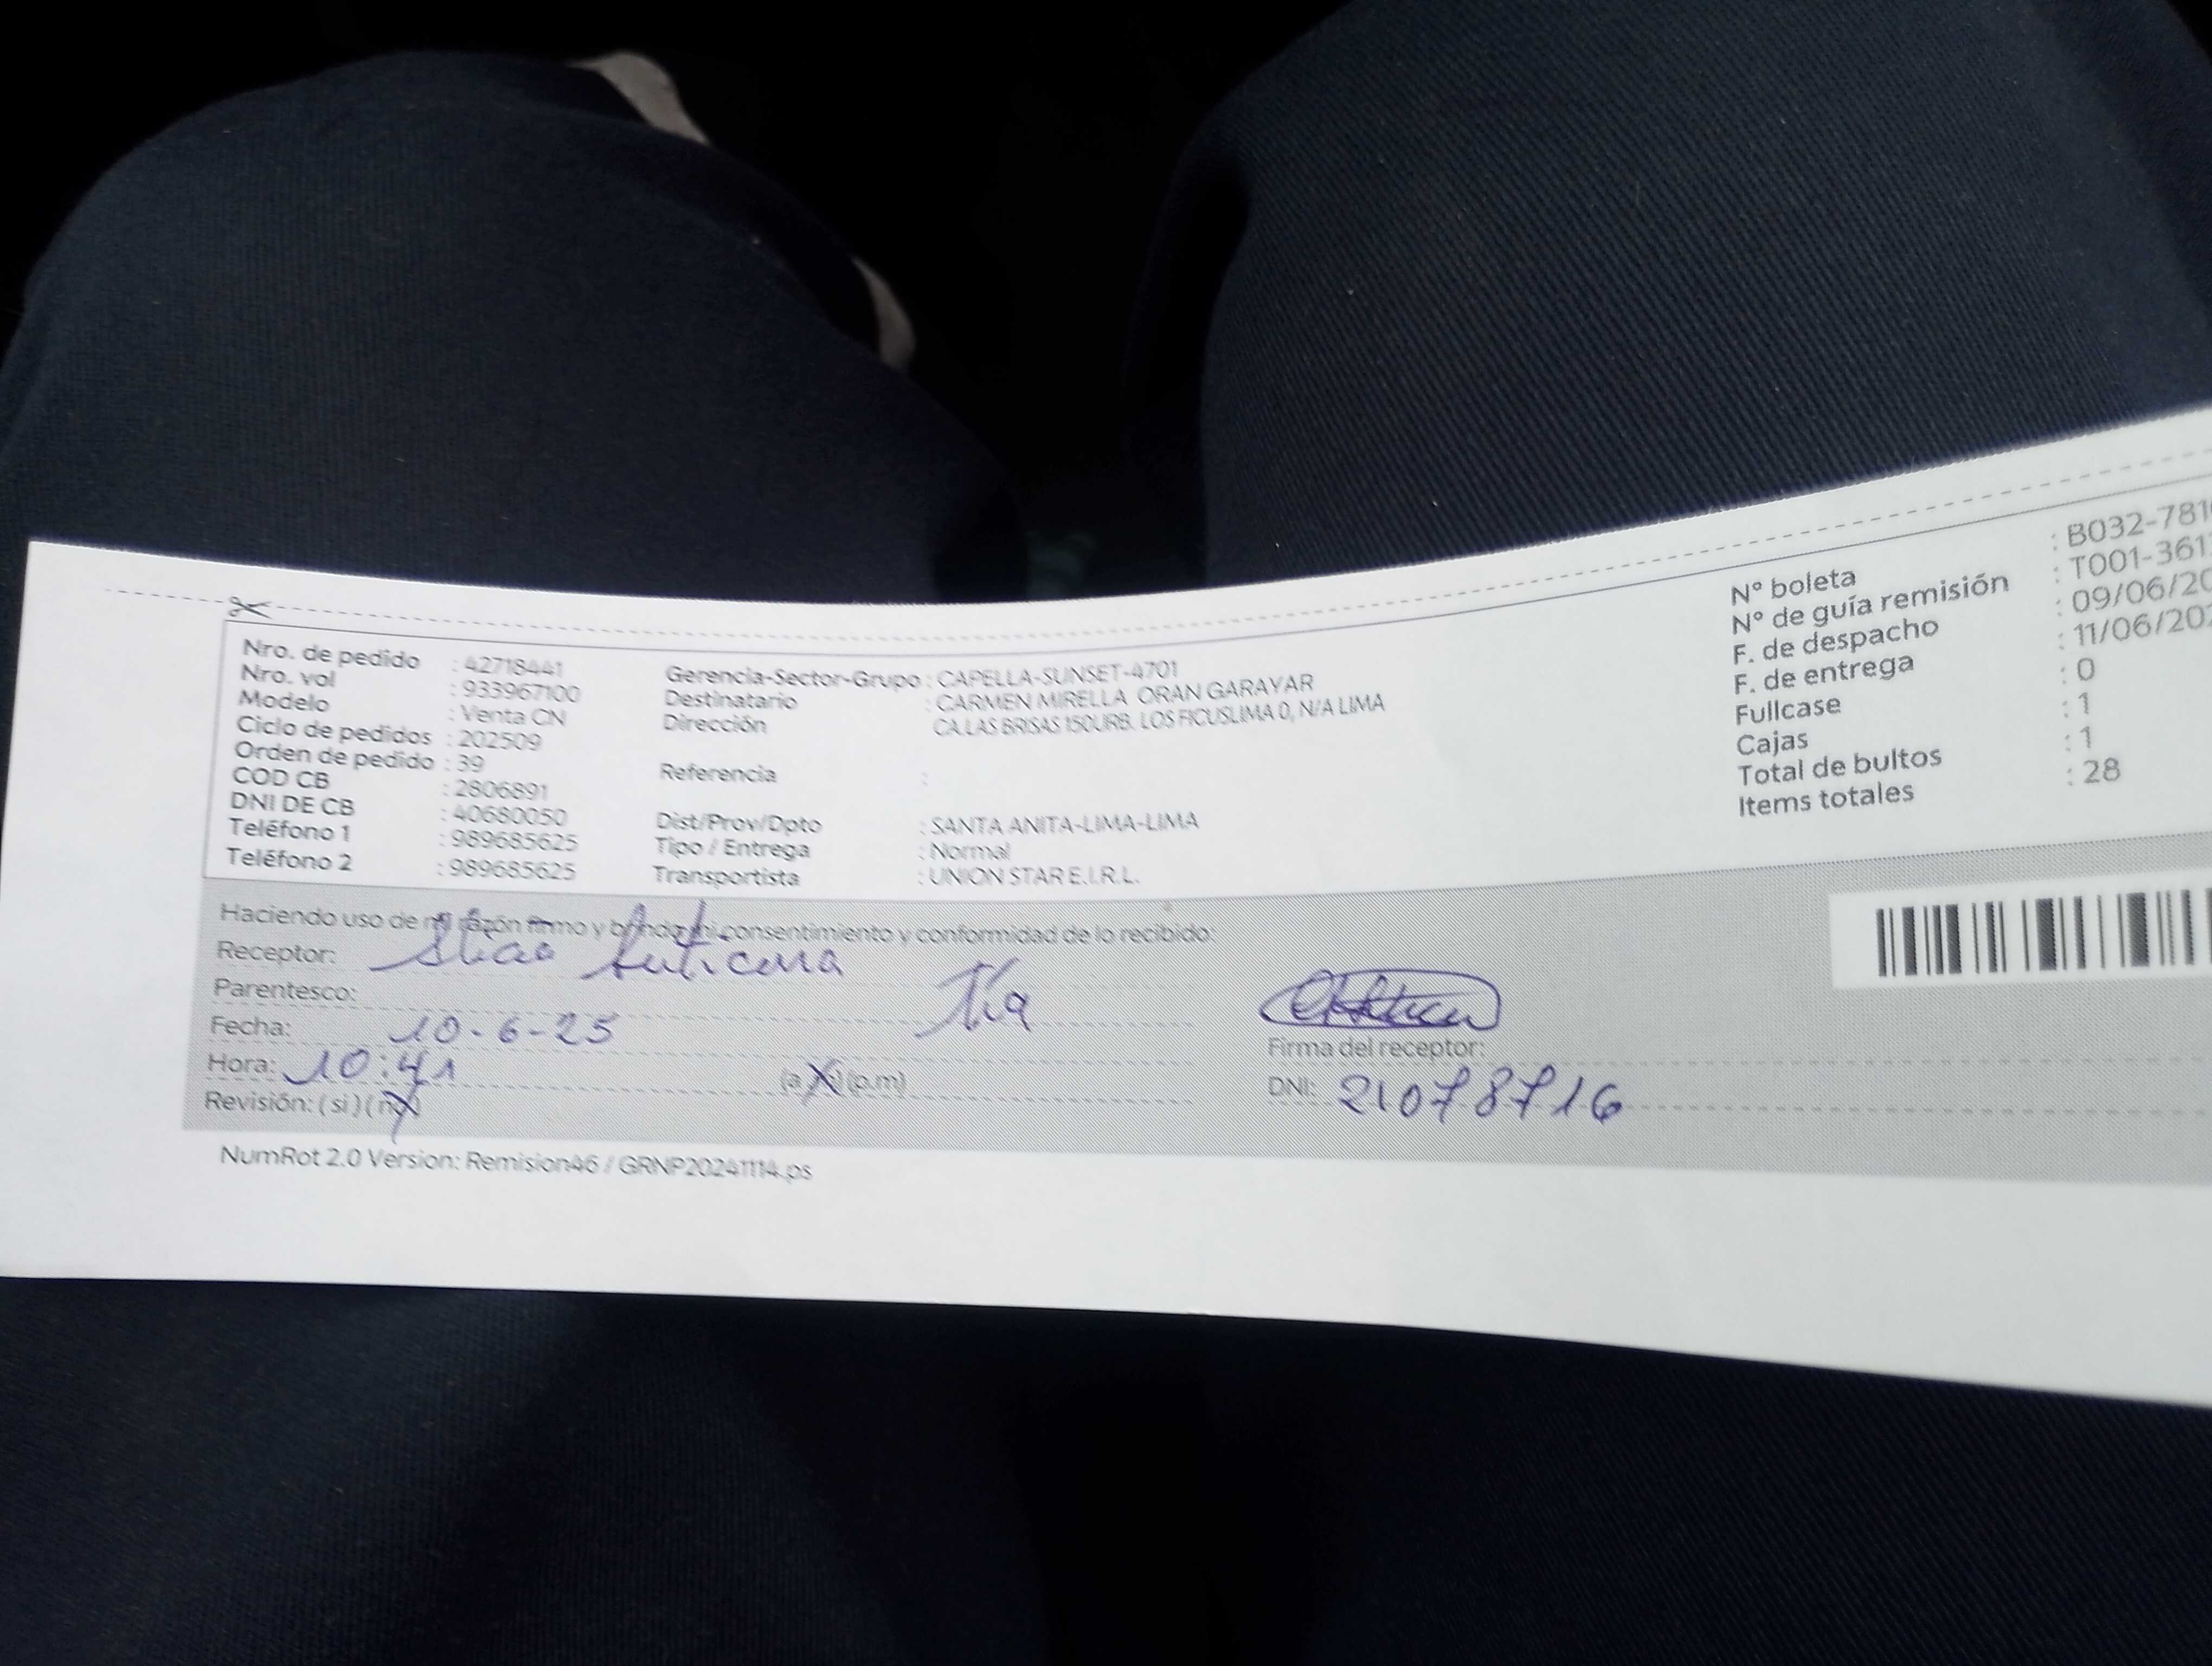 Nro. de pedido : 42718441
Nro. vol : 933967100
Modelo : Venta CN
Ciclo de pedidos : 202509
Orden de pedido : 39
COD CB : 2806891
DNI DE CB : 40680050
Teléfono 1 : 989685625
Teléfono 2 : 989685625
Gerencia-Sector-Grupo : CAPELLA-SUNSET-4701
Destinatario : CARMEN MIRELLA ORAN GARAYAR
Dirección CA.LAS BRISAS 150URB. LOS FICUSLIMA 0, N/A LIMA
Referencia :
Dist/Prov/Dpto : SANTA ANITA-LIMA-LIMA
Tipo / Entrega : Normal
Transportista : UNION STAR E.I.R.L.
Nº boleta : B032-781
Nº de guía remisión : T001-361
F. de despacho : 09/06/20
F. de entrega : 11/06/202
Fullcase : 0
Cajas : 1
Total de bultos : 1
Items totales : 28
Haciendo uso de mi razón firmo y brindo mi consentimiento y conformidad de lo recibido:
Receptor:
Parentesco: Tía
Fecha: 10-6-25
Hora: 10:41 (a.m) (p.m)
Revisión: (si) (no)
Firma del receptor:
DNI: 21078716
NumRot 2.0 Version: Remision46 / GRNP20241114.ps